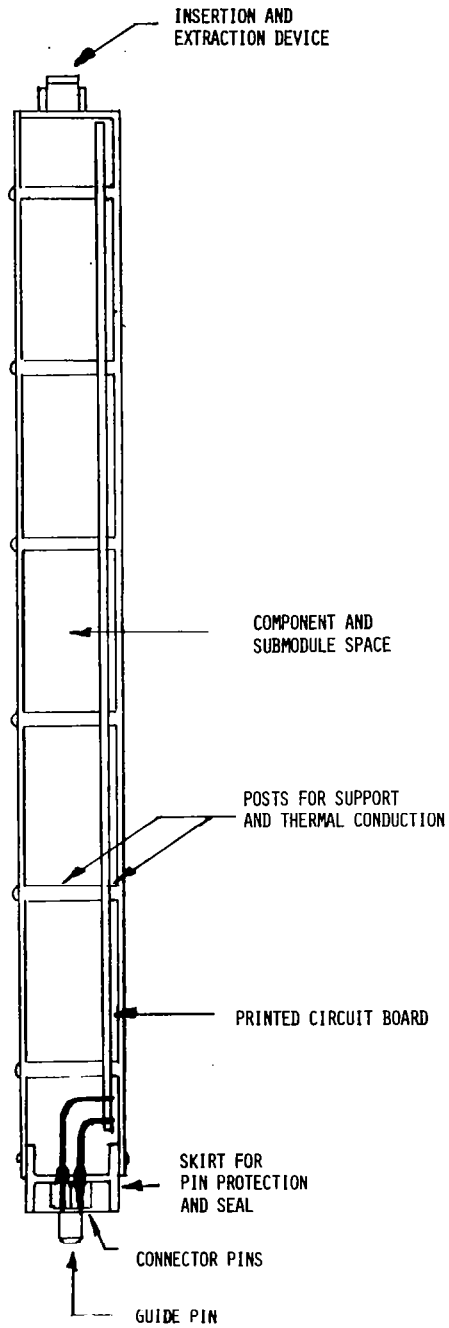 INSERTION AND
EXTRACTION DEVICE
COMPONENT AND
SUBMODULE SPACE
POSTS FOR SUPPORT
AND THERMAL CONDUCTION
PRINTED CIRCUIT BOARD
SKIRT FOR
PIN PROTECTION
AND SEAL
CONNECTOR PINS
GUIDE PIN